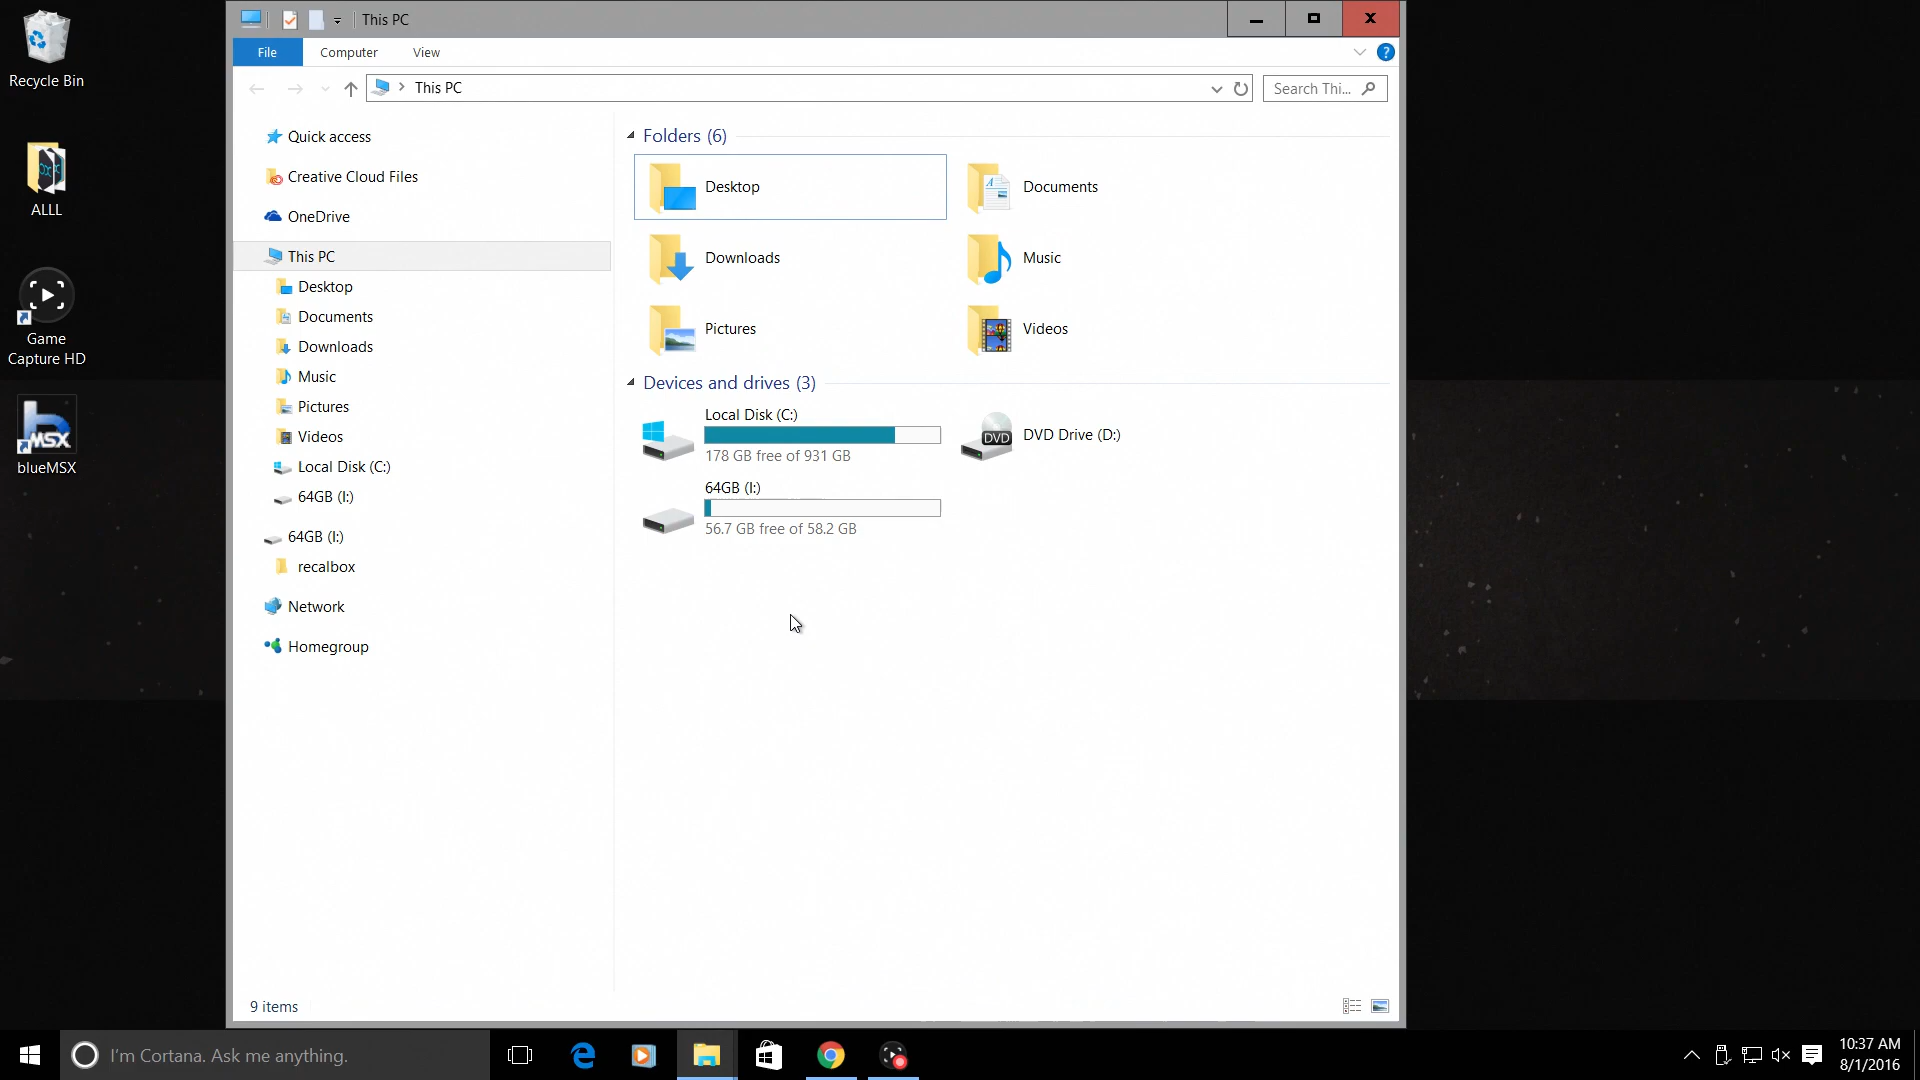 Recycle Bin
ALLL
Game
Capture HD
MSX
blueMSX
This PC
File
Computer
View
?
This PC
Search Thi...
Quick access
Creative Cloud Files
OneDrive
This PC
Desktop
Documents
Downloads
Music
Pictures
Videos
Local Disk (C:)
64GB (I:)
64GB (I:)
recalbox
Network
Homegroup
Folders (6)
Desktop
Documents
Downloads
Music
Pictures
Videos
Devices and drives (3)
Local Disk (C:)
178 GB free of 931 GB
DVD
DVD Drive (D:)
64GB (I:)
56.7 GB free of 58.2 GB
9 items
I'm Cortana. Ask me anything.
10:37 AM
8/1/2016